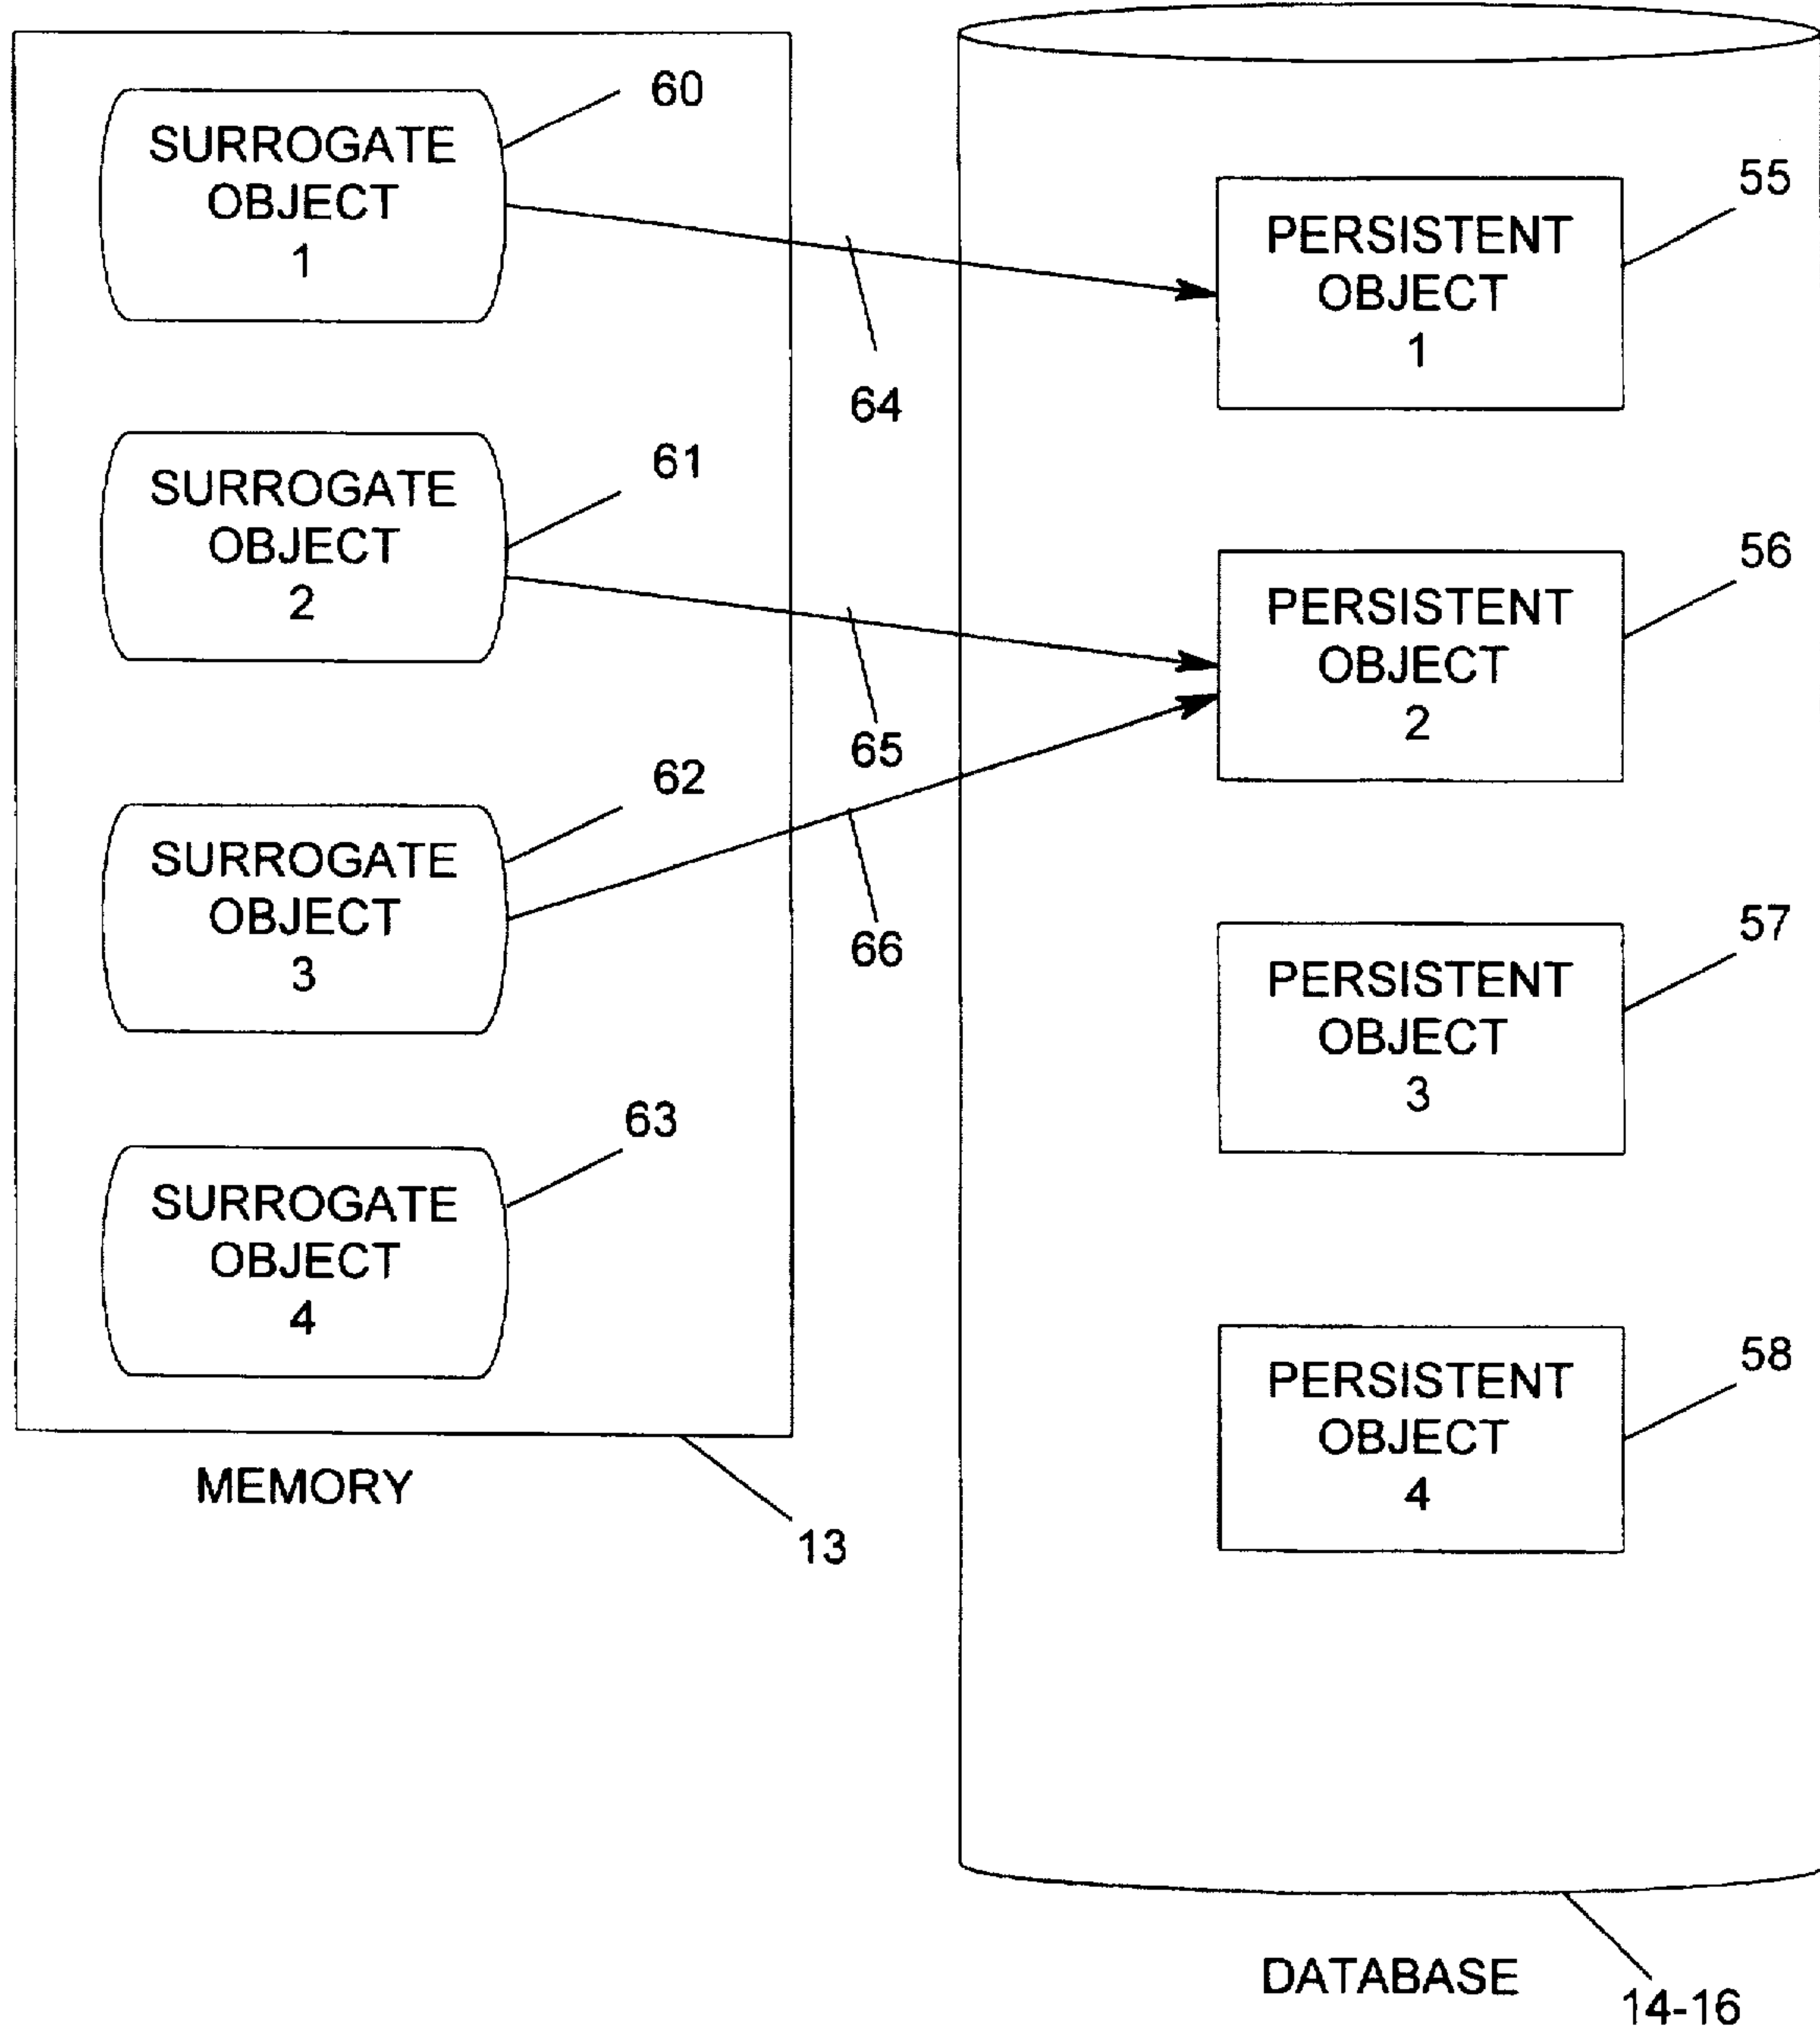 SURROGATE
OBJECT
1
60
SURROGATE
OBJECT
2
61
SURROGATE
OBJECT
3
62
SURROGATE
OBJECT
4
63
MEMORY
13
64
65
66
PERSISTENT
OBJECT
1
55
PERSISTENT
OBJECT
2
56
PERSISTENT
OBJECT
3
57
PERSISTENT
OBJECT
4
58
DATABASE
14-16